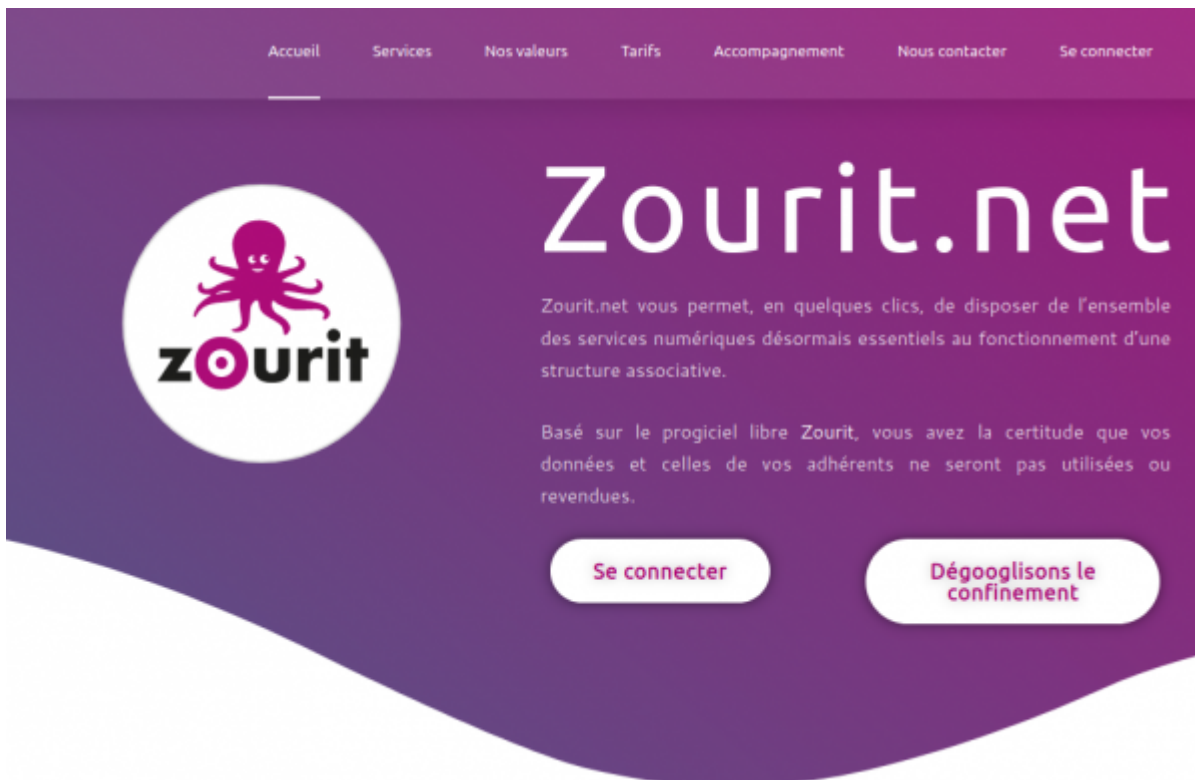 Accueil Services Nos valeurs Tarifs Accompagnement Nous contacter Se connecter
Zourit.net
zourit
Zourit.net vous permet, en quelques clics, de disposer de l'ensemble
des services numériques désormais essentiels au fonctionnement d'une
structure associative.
Basé sur le progiciel libre Zourit, vous avez la certitude que vos
données et celles de vos adhérents ne seront pas utilisées ou
revendues.
Se connecter
Dégooglisons le
confinement